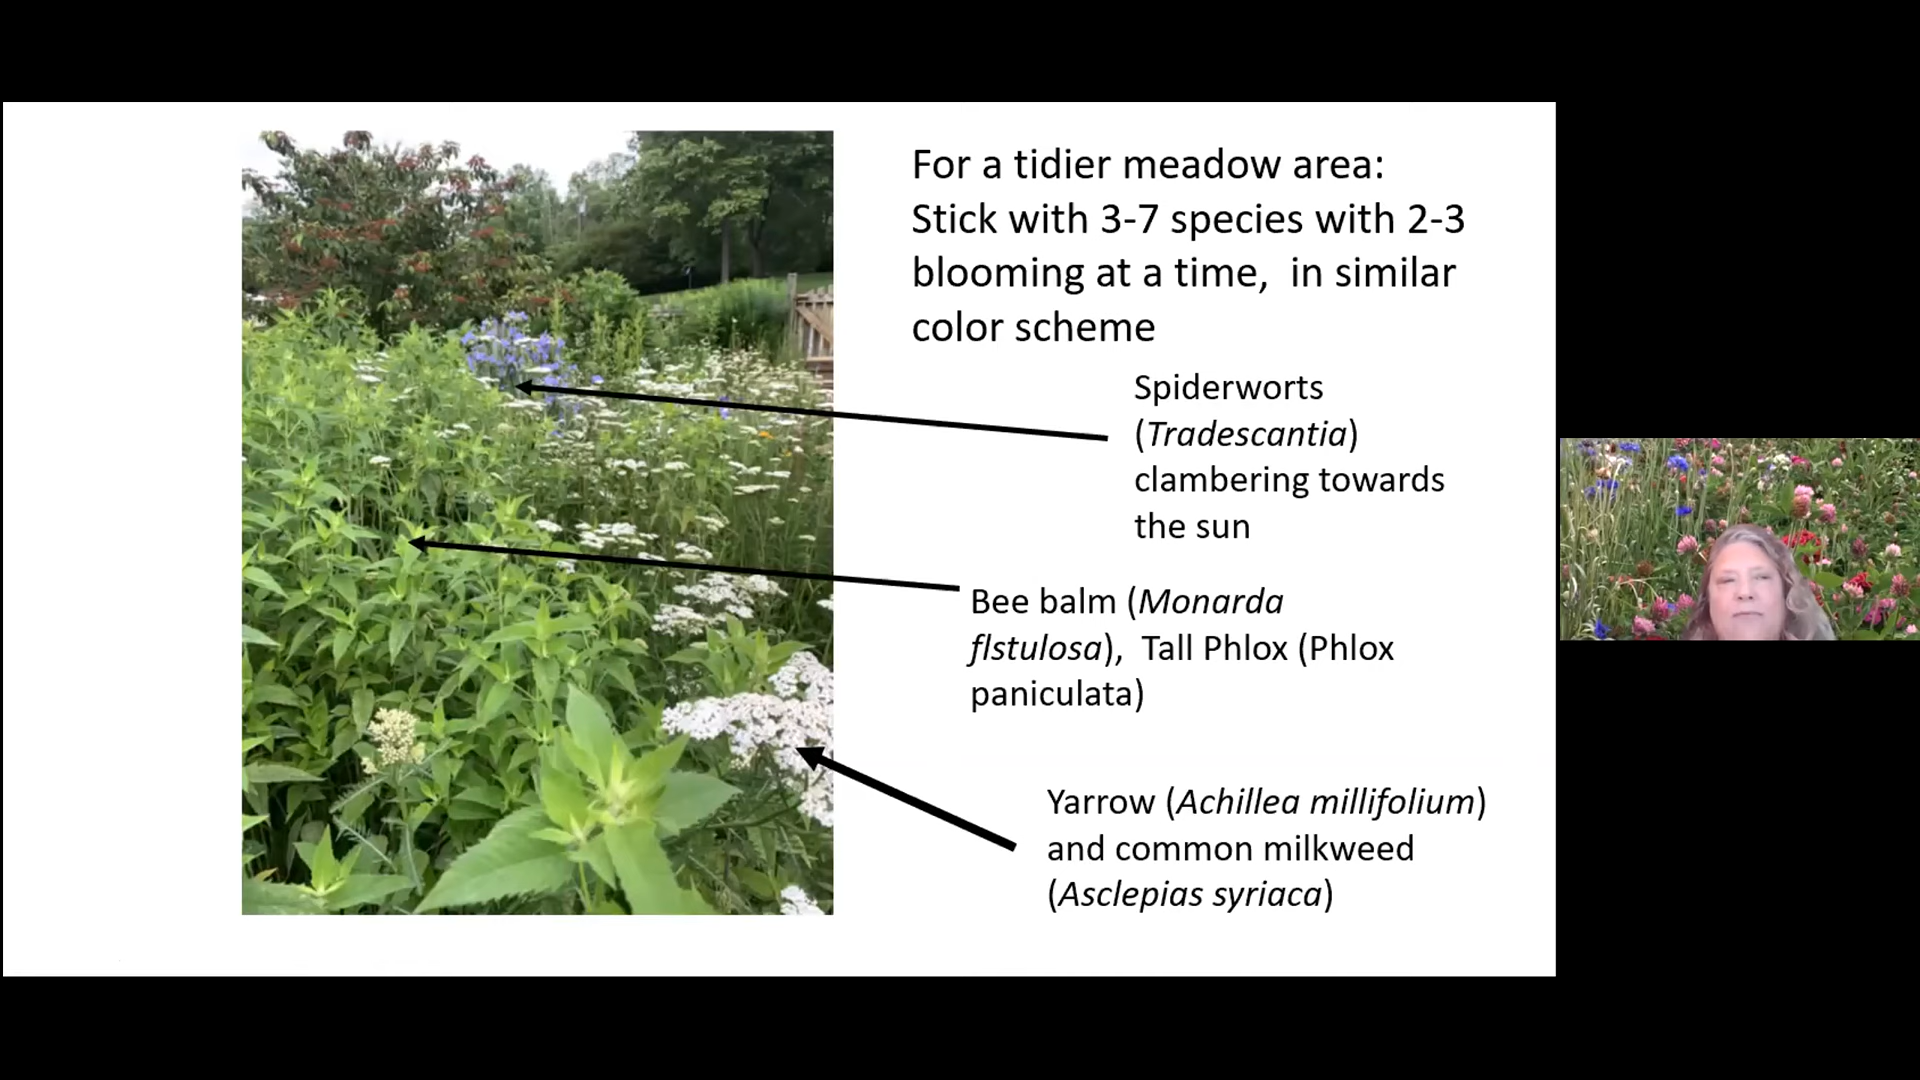 For a tidier meadow area:
Stick with 3-7 species with 2-3
blooming at a time,  in similar
color scheme
Spiderworts
(Tradescantia)
clambering towards
the sun
Bee balm (Monarda
flstulosa),  Tall Phlox (Phlox
paniculata)
Yarrow (Achillea millifolium)
and common milkweed
(Asclepias syriaca)